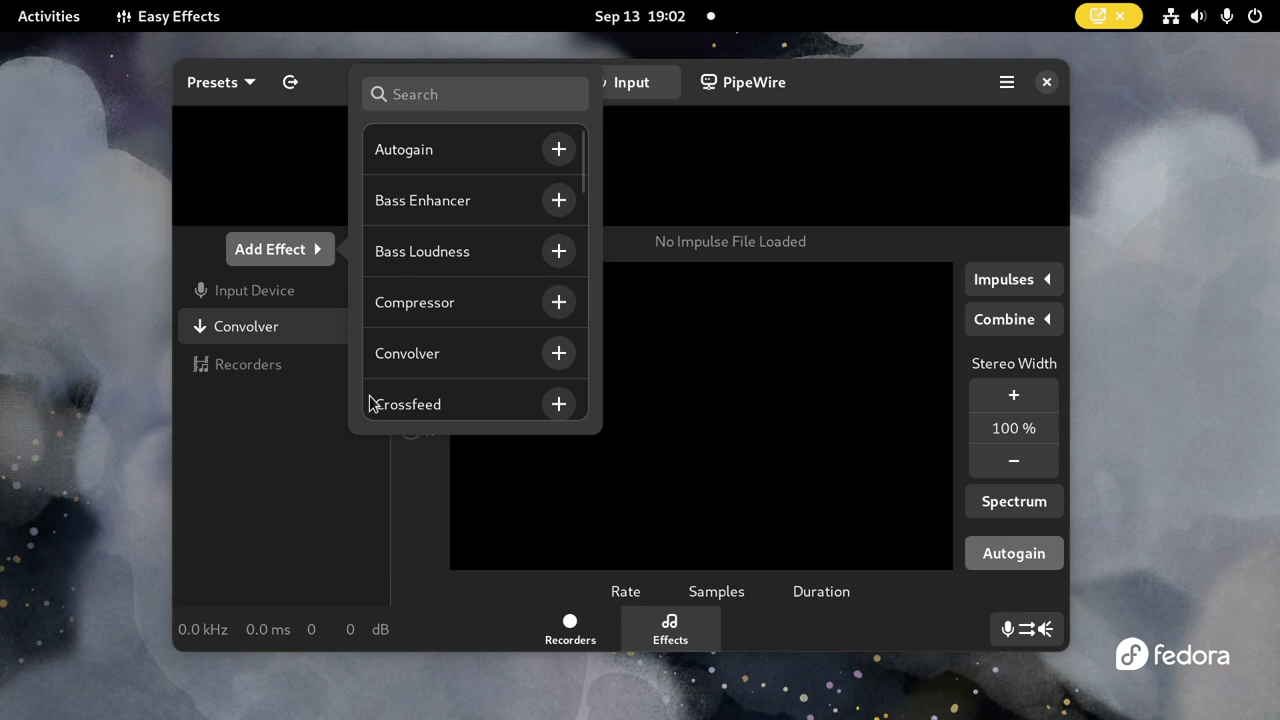 Activities
Easy Effects
Sep 13 19:02
Presets
Input
PipeWire
Search
Autogain
Bass Enhancer
Bass Loudness
Compressor
Convolver
Crossfeed
Add Effect
Input Device
Convolver
Recorders
No Impulse File Loaded
Impulses
Combine
Stereo Width
+
100 %
−
Spectrum
Autogain
Rate Samples Duration
0.0 kHz 0.0 ms 0 0 dB
Recorders
Effects
fedora